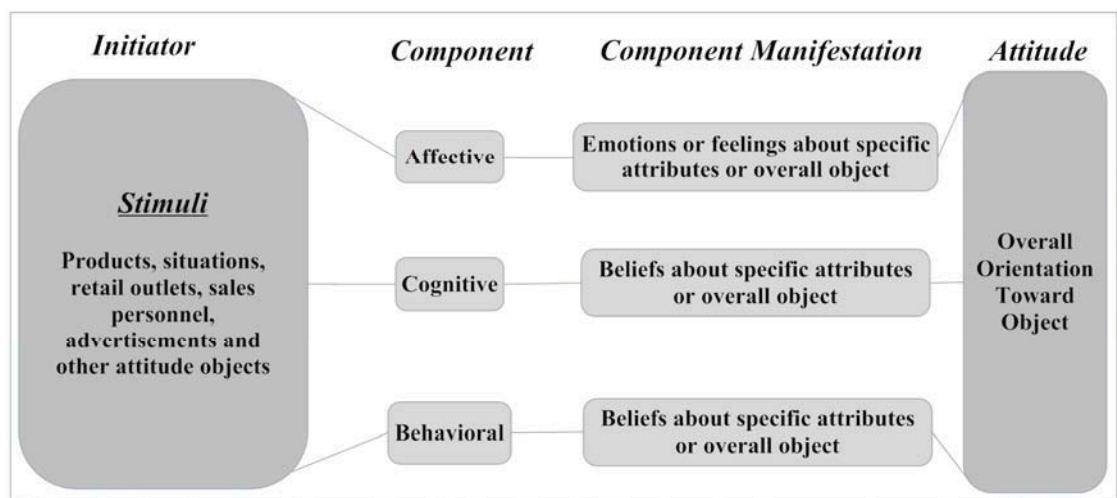 Initiator
Component
Component Manifestation
Attitude
Stimuli
Products, situations,
retail outlets, sales
personnel,
advertisements and
other attitude objects
Affective
Emotions or feelings about specific
attributes or overall object
Cognitive
Beliefs about specific attributes
or overall object
Behavioral
Beliefs about specific attributes
or overall object
Overall
Orientation
Toward
Object